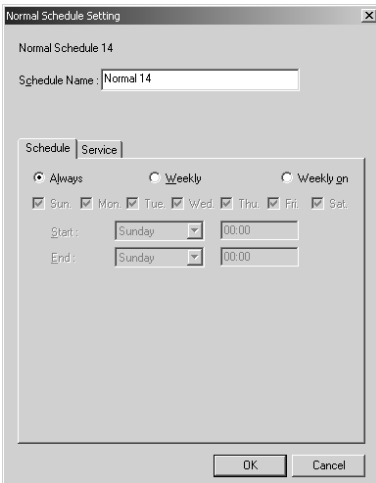 Normal Schedule Setting
Normal Schedule 14
Schedule Name : Normal 14
Schedule Service
Always Weekly Weekly on
Sun. Mon. Tue. Wed. Thu. Fri. Sat.
Start : Sunday 00:00
End : Sunday 00:00
OK Cancel